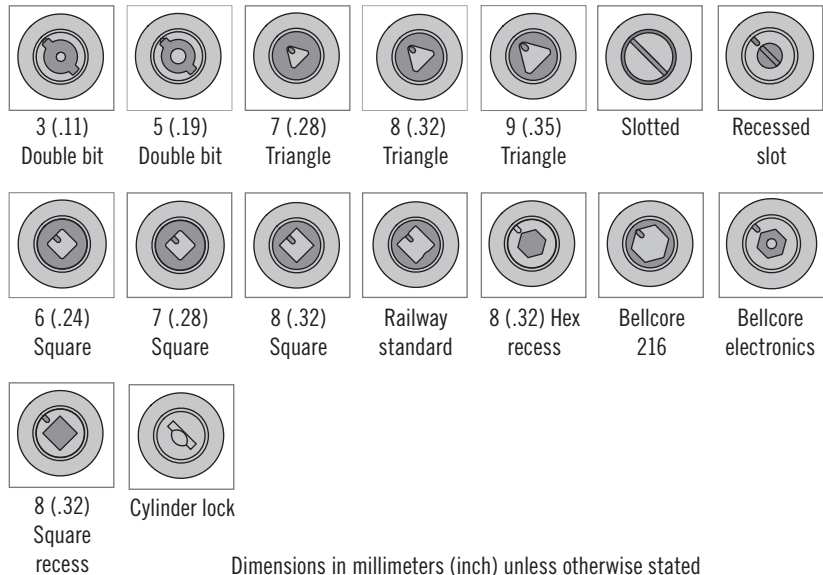 3 (.11)
Double bit
5 (.19)
Double bit
7 (.28)
Triangle
8 (.32)
Triangle
9 (.35)
Triangle
Slotted
Recessed
slot
6 (.24)
Square
7 (.28)
Square
8 (.32)
Square
Railway
standard
8 (.32) Hex
recess
Bellcore
216
Bellcore
electronics
8 (.32)
Square
recess
Cylinder lock
Dimensions in millimeters (inch) unless otherwise stated